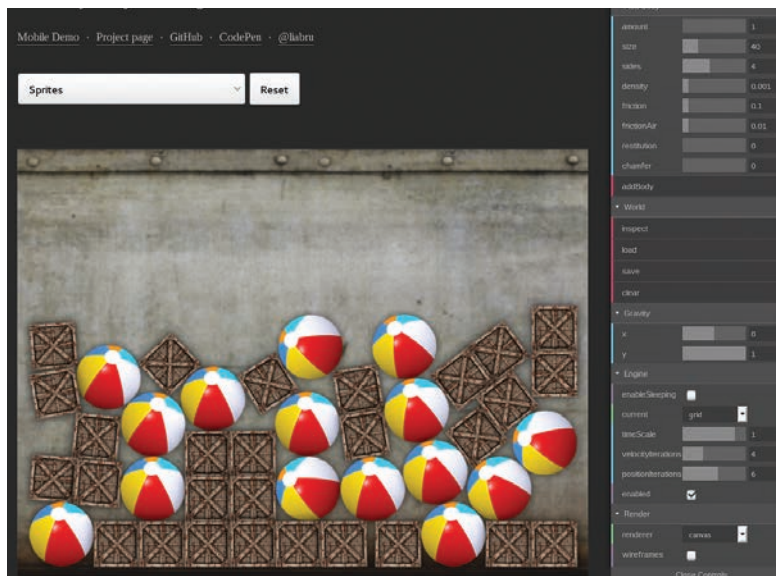 Mobile Demo · Project page · GitHub · CodePen · @liabru
Sprites
Reset
amount 1
size 40
sides 4
density 0.001
friction 0.1
frictionAir 0.01
restitution 0
chamfer 0
addBody
World
inspect
load
save
clear
Gravity
x 0
y 1
Engine
enableSleeping
current grid
timeScale 1
velocityIterations 4
positionIterations 6
enabled
Render
renderer canvas
wireframes
Close Controls